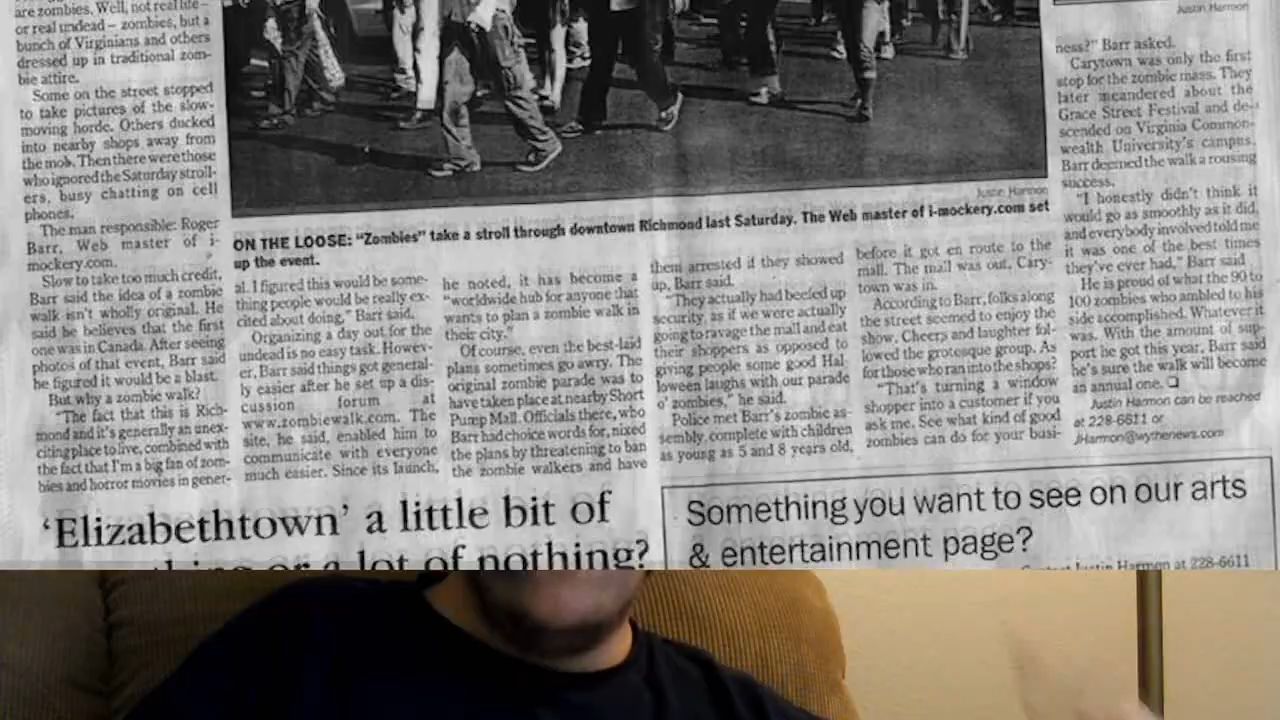 are zombies. Well, not real life –
or real undead – zombies, but a
bunch of Virginians and others
dressed up in traditional zom-
bie attire.
Some on the street stopped
to take pictures of the slow-
moving horde. Others ducked
into nearby shops away from
the mob. Then there were those
who ignored the Saturday stroll-
ers, busy chatting on cell
phones.
The man responsible: Roger
Barr, Web master of i-
mockery.com.
Slow to take too much credit,
Barr said the idea of a zombie
walk isn't wholly original. He
said he believes that the first
one was in Canada. After seeing
photos of that event, Barr said
he figured it would be a blast.
But why a zombie walk?
"The fact that this is Rich-
mond and it's generally an unex-
citing place to live, combined with
the fact that I'm a big fan of zom-
bies and horror movies in gener-
Justin Harmon
ON THE LOOSE: "Zombies" take a stroll through downtown Richmond last Saturday. The Web master of i-mockery.com set
up the event.
al. I figured this would be some-
thing people would be really ex-
cited about doing," Barr said.
Organizing a day out for the
undead is no easy task. Howev-
er, Barr said things got general-
ly easier after he set up a dis-
cussion forum at
www.zombiewalk.com. The
site, he said, enabled him to
communicate with everyone
much easier. Since its launch,
he noted, it has become a
"worldwide hub for anyone that
wants to plan a zombie walk in
their city."
Of course, even the best-laid
plans sometimes go awry. The
original zombie parade was to
have taken place at nearby Short
Pump Mall. Officials there, who
Barr had choice words for, nixed
the plans by threatening to ban
the zombie walkers and have
them arrested if they showed
up, Barr said.
"They actually had beefed up
security, as if we were actually
going to ravage the mall and eat
their shoppers as opposed to
giving people some good Hal-
loween laughs with our parade
o' zombies," he said.
Police met Barr's zombie as-
sembly, complete with children
as young as 5 and 8 years old,
before it got en route to the
mall. The mall was out, Cary-
town was in.
According to Barr, folks along
the street seemed to enjoy the
show. Cheers and laughter fol-
lowed the grotesque group. As
for those who ran into the shops?
"That's turning a window
shopper into a customer if you
ask me. See what kind of good
zombies can do for your busi-
Justin Harmon
ness?" Barr asked.
Carytown was only the first
stop for the zombie mass. They
later meandered about the
Grace Street Festival and de-
scended on Virginia Common-
wealth University's campus.
Barr deemed the walk a rousing
success.
"I honestly didn't think it
would go as smoothly as it did,
and everybody involved told me
it was one of the best times
they've ever had," Barr said.
He is proud of what the 90 to
100 zombies who ambled to his
side accomplished. Whatever it
was. With the amount of sup-
port he got this year, Barr said
he's sure the walk will become
an annual one. ❏
Justin Harmon can be reached
at 228-6611 or
JHarmon@wythenews.com
'Elizabethtown' a little bit of
or a lot of nothing?
Something you want to see on our arts
& entertainment page?
Justin Harmon at 228-6611